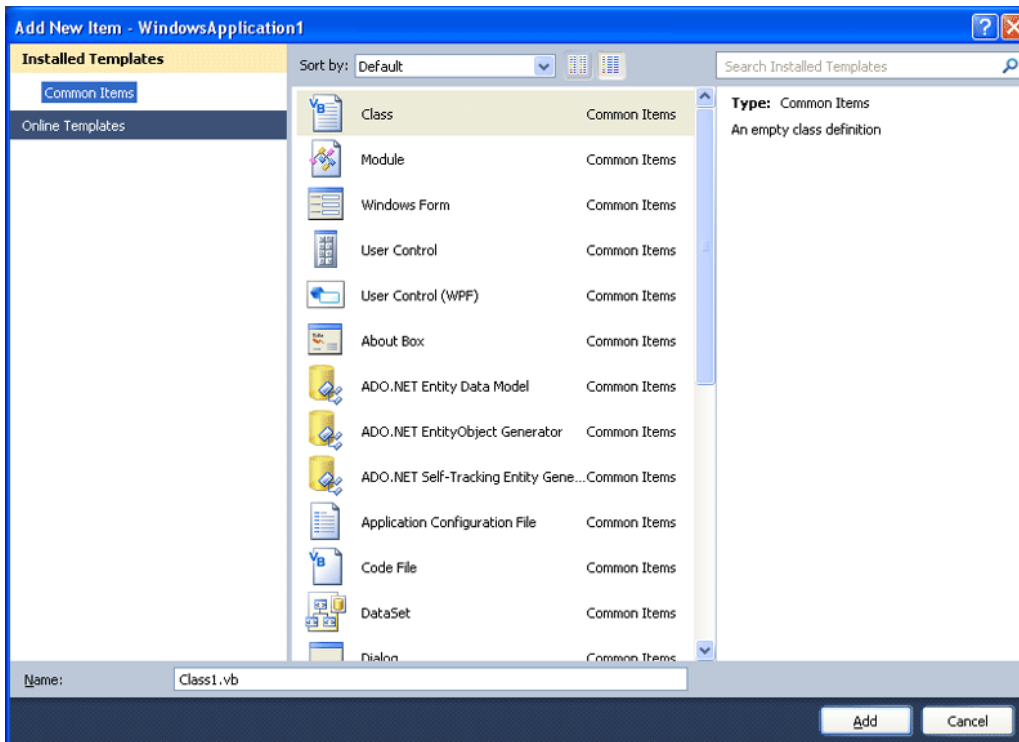 Add New Item - WindowsApplication1
Installed Templates
Common Items
Online Templates
Sort by: Default
Search Installed Templates
Class Common Items
Module Common Items
Windows Form Common Items
User Control Common Items
User Control (WPF) Common Items
About Box Common Items
ADO.NET Entity Data Model Common Items
ADO.NET EntityObject Generator Common Items
ADO.NET Self-Tracking Entity Gene...Common Items
Application Configuration File Common Items
Code File Common Items
DataSet Common Items
Dialog Common Items
Type: Common Items
An empty class definition
Name: Class1.vb
Add Cancel